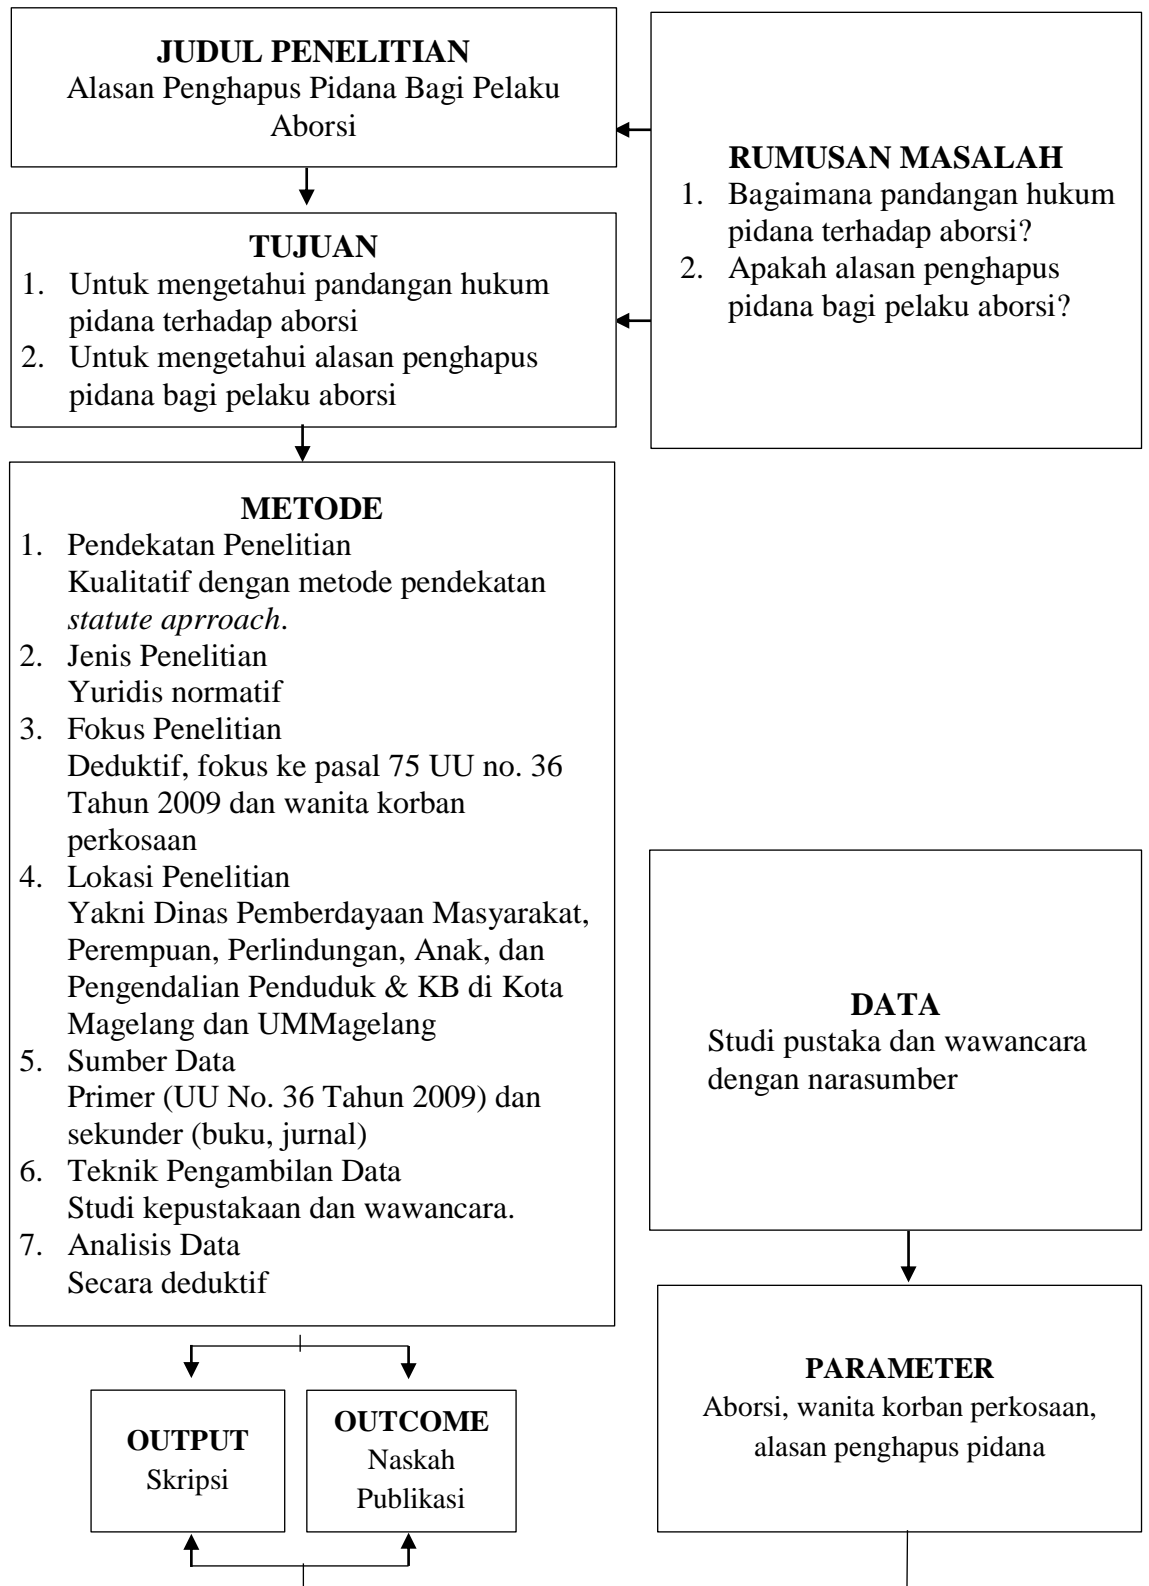 JUDUL PENELITIAN
Alasan Penghapus Pidana Bagi Pelaku
Aborsi
RUMUSAN MASALAH
1. Bagaimana pandangan hukum
pidana terhadap aborsi?
2. Apakah alasan penghapus
pidana bagi pelaku aborsi?
TUJUAN
1. Untuk mengetahui pandangan hukum
pidana terhadap aborsi
2. Untuk mengetahui alasan penghapus
pidana bagi pelaku aborsi
METODE
1. Pendekatan Penelitian
Kualitatif dengan metode pendekatan
statute aprroach.
2. Jenis Penelitian
Yuridis normatif
3. Fokus Penelitian
Deduktif, fokus ke pasal 75 UU no. 36
Tahun 2009 dan wanita korban
perkosaan
4. Lokasi Penelitian
Yakni Dinas Pemberdayaan Masyarakat,
Perempuan, Perlindungan, Anak, dan
Pengendalian Penduduk & KB di Kota
Magelang dan UMMagelang
5. Sumber Data
Primer (UU No. 36 Tahun 2009) dan
sekunder (buku, jurnal)
6. Teknik Pengambilan Data
Studi kepustakaan dan wawancara.
7. Analisis Data
Secara deduktif
DATA
Studi pustaka dan wawancara
dengan narasumber
PARAMETER
Aborsi, wanita korban perkosaan,
alasan penghapus pidana
OUTPUT
Skripsi
OUTCOME
Naskah
Publikasi